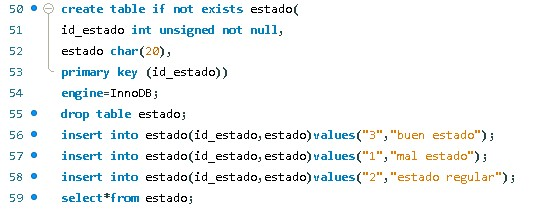 50 create table if not exists estado(
51 id_estado int unsigned not null,
52 estado char(20),
53 primary key (id_estado))
54 engine=InnoDB;
55 drop table estado;
56 insert into estado(id_estado,estado)values("3","buen estado");
57 insert into estado(id_estado,estado)values("1","mal estado");
58 insert into estado(id_estado,estado)values("2","estado regular");
59 select*from estado;